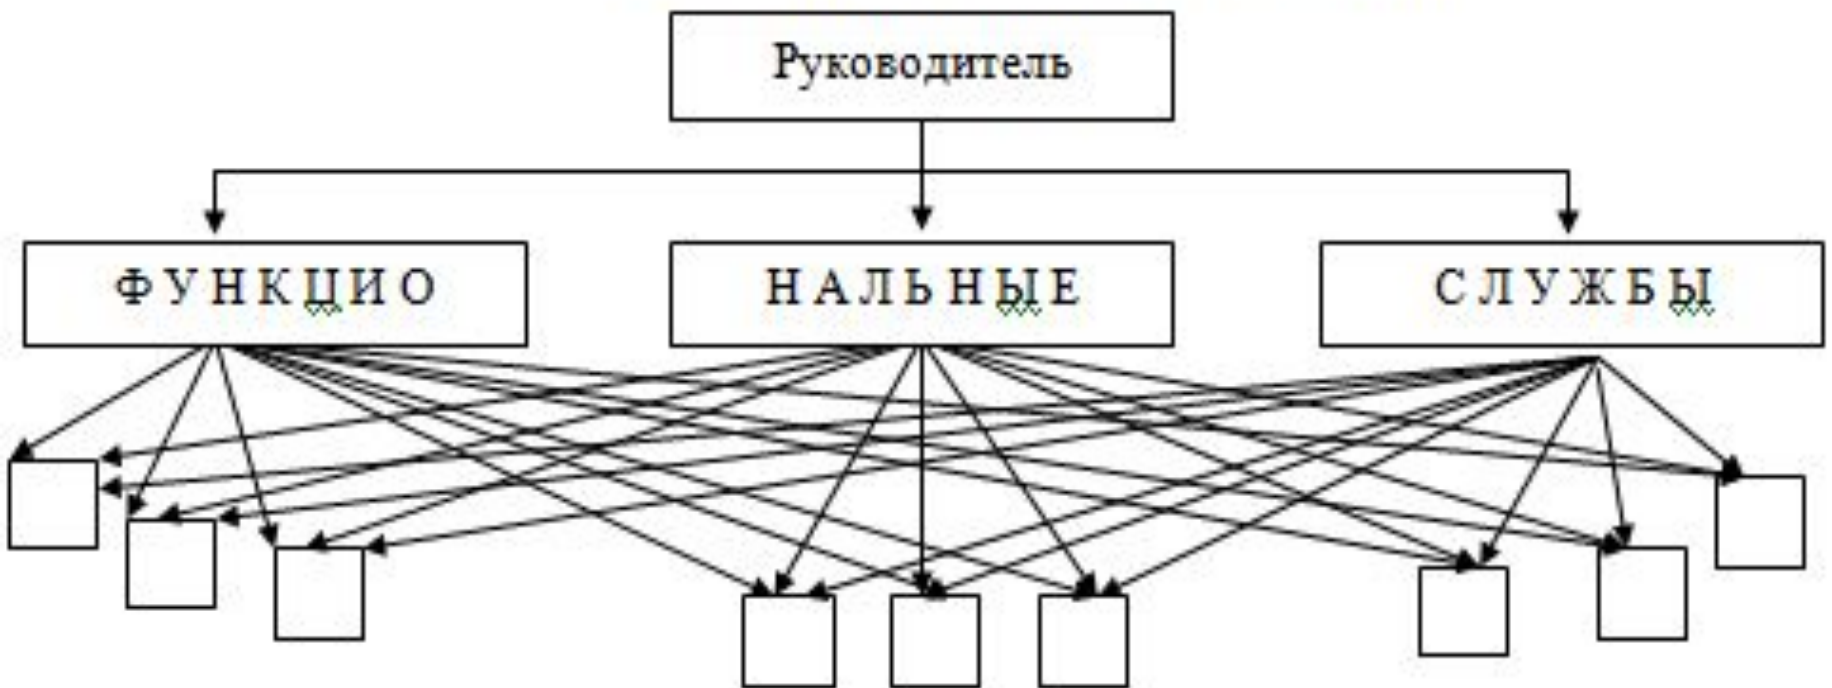 Руководитель
Ф У Н К Ц И О
Н А Л Ь Н Ы Е
С Л У Ж Б Ы